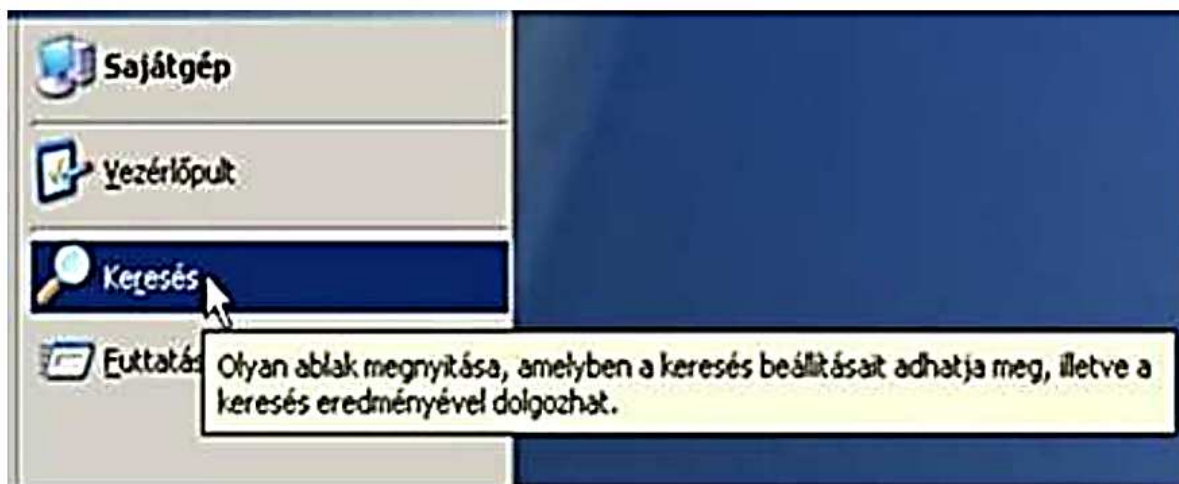 Sajátgép
Vezérlőpult
Keresés
Futtatás
Olyan ablak megnyitása, amelyben a keresés beállításait adhatja meg, illetve a
keresés eredményével dolgozhat.